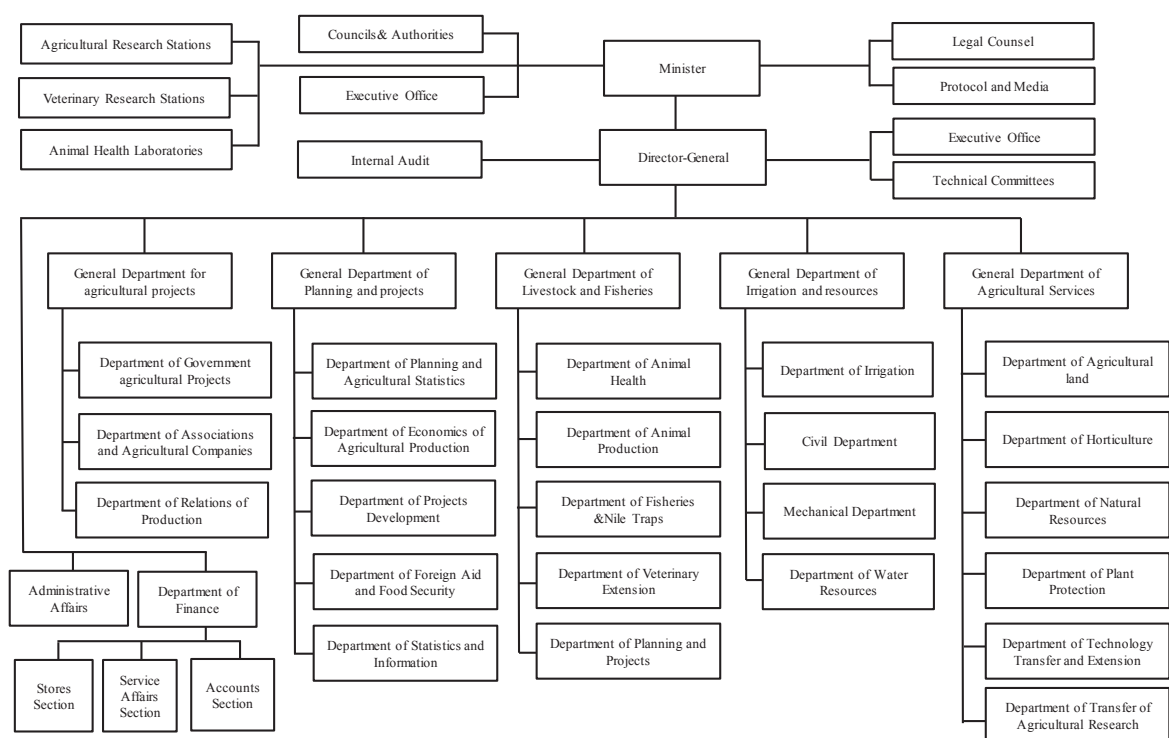 Agricultural Research Stations
Councils& Authorities
Legal Counsel
Minister
Veterinary Research Stations
Executive Office
Protocol and Media
Animal Health Laboratories
Internal Audit
Director-General
Executive Office
Technical Committees
General Department for
agricultural projects
General Department of
Planning and projects
General Department of
Livestock and Fisheries
General Department of
Irrigation and resources
General Department of
Agricultural Services
Department of Government
agricultural Projects
Department of Associations
and Agricultural Companies
Department of Relations of
Production
Department of Planning and
Agricultural Statistics
Department of Economics of
Agricultural Production
Department of Projects
Development
Department of Foreign Aid
and Food Security
Department of Statistics and
Information
Department of Animal
Health
Department of Animal
Production
Department of Fisheries
&Nile Traps
Department of Veterinary
Extension
Department of Planning and
Projects
Department of Irrigation
Civil Department
Mechanical Department
Department of Water
Resources
Department of Agricultural
land
Department of Horticulture
Department of Natural
Resources
Department of Plant
Protection
Department of Technology
Transfer and Extension
Department of Transfer of
Agricultural Research
Administrative
Affairs
Department of
Finance
Stores
Section
Service
Affairs
Section
Accounts
Section